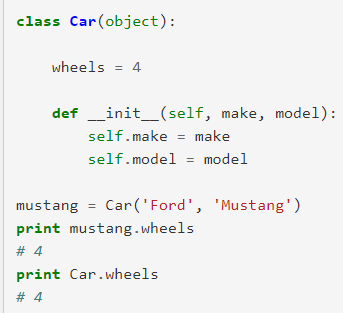 class Car(object):
    wheels = 4
    def __init__(self, make, model):
        self.make = make
        self.model = model
mustang = Car('Ford', 'Mustang')
print mustang.wheels
# 4
print Car.wheels
# 4